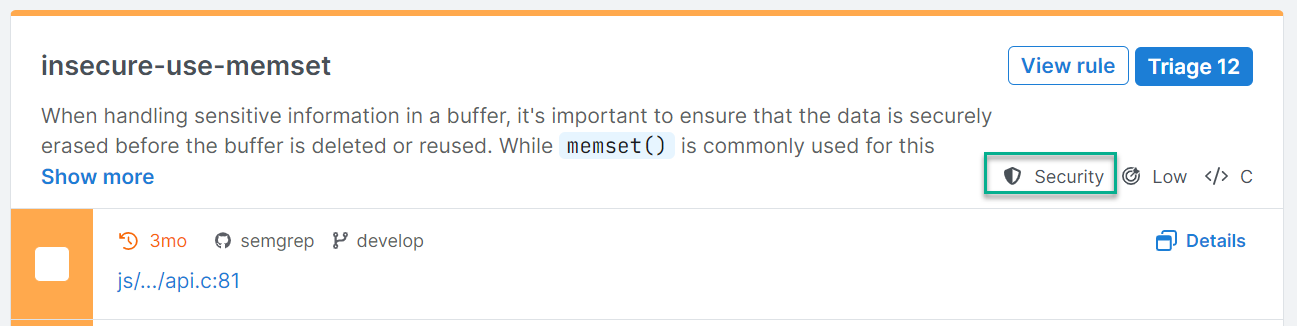 insecure-use-memset
View rule
Triage 12
When handling sensitive information in a buffer, it's important to ensure that the data is securely
erased before the buffer is deleted or reused. While memset() is commonly used for this
Show more
Security
Low
</> C
3mo
semgrep
develop
Details
js/.../api.c:81